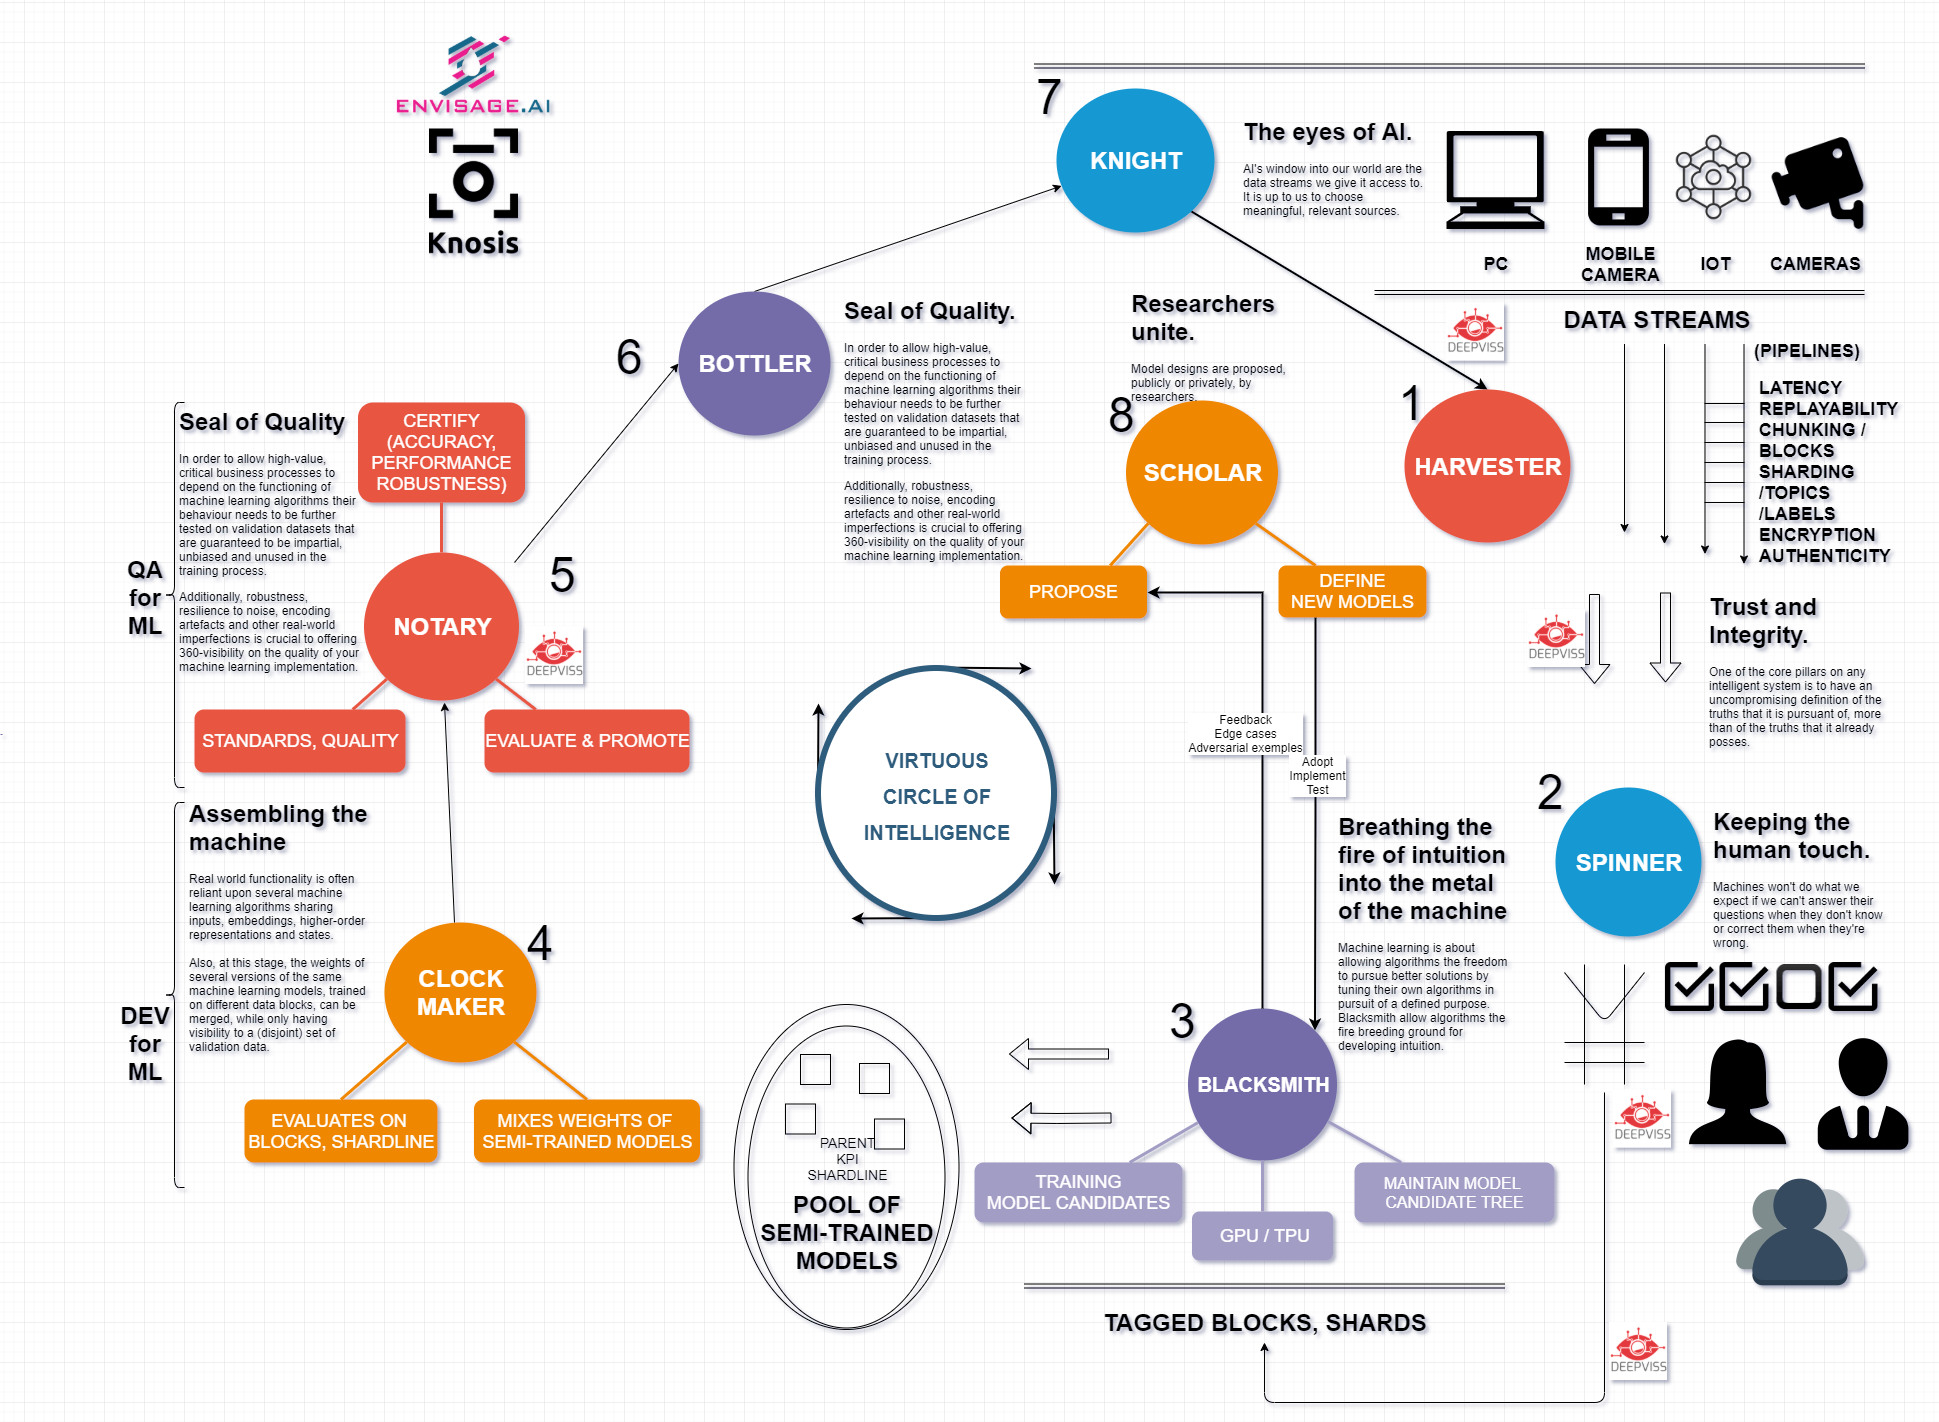 ENVISAGE.AI
Knosis
7
KNIGHT
The eyes of AI.
AI's window into our world are the
data streams we give it access to.
It is up to us to choose
meaningful, relevant sources.
PC
MOBILE
CAMERA
IOT
CAMERAS
DATA STREAMS
(PIPELINES)
LATENCY
REPLAYABILITY
CHUNKING /
BLOCKS
SHARDING
/TOPICS
/LABELS
ENCRYPTION
AUTHENTICITY
DEEPVISS
1
HARVESTER
Researchers
unite.
Model designs are proposed,
publicly or privately, by
researchers.
8
SCHOLAR
PROPOSE
DEFINE
NEW MODELS
6
BOTTLER
Seal of Quality.
In order to allow high-value,
critical business processes to
depend on the functioning of
machine learning algorithms their
behaviour needs to be further
tested on validation datasets that
are guaranteed to be impartial,
unbiased and unused in the
training process.
Additionally, robustness,
resilience to noise, encoding
artefacts and other real-world
imperfections is crucial to offering
360-visibility on the quality of your
machine learning implementation.
QA
for
ML
Seal of Quality
In order to allow high-value,
critical business processes to
depend on the functioning of
machine learning algorithms their
behaviour needs to be further
tested on validation datasets that
are guaranteed to be impartial,
unbiased and unused in the
training process.
Additionally, robustness,
resilience to noise, encoding
artefacts and other real-world
imperfections is crucial to offering
360-visibility on the quality of your
machine learning implementation.
CERTIFY
(ACCURACY,
PERFORMANCE
ROBUSTNESS)
5
NOTARY
DEEPVISS
STANDARDS, QUALITY
EVALUATE & PROMOTE
VIRTUOUS
CIRCLE OF
INTELLIGENCE
Feedback
Edge cases
Adversarial exemples
Adopt
Implement
Test
DEEPVISS
Trust and
Integrity.
One of the core pillars on any
intelligent system is to have an
uncompromising definition of the
truths that it is pursuant of, more
than of the truths that it already
posses.
2
SPINNER
Keeping the
human touch.
Machines won't do what we
expect if we can't answer their
questions when they don't know
or correct them when they're
wrong.
DEEPVISS
DEEPVISS
Breathing the
fire of intuition
into the metal
of the machine
Machine learning is about
allowing algorithms the freedom
to pursue better solutions by
tuning their own algorithms in
pursuit of a defined purpose.
Blacksmith allow algorithms the
fire breeding ground for
developing intuition.
3
BLACKSMITH
TRAINING
MODEL CANDIDATES
GPU / TPU
MAINTAIN MODEL
CANDIDATE TREE
TAGGED BLOCKS, SHARDS
PARENT
KPI
SHARDLINE
POOL OF
SEMI-TRAINED
MODELS
DEV
for
ML
Assembling the
machine
Real world functionality is often
reliant upon several machine
learning algorithms sharing
inputs, embeddings, higher-order
representations and states.
Also, at this stage, the weights of
several versions of the same
machine learning models, trained
on different data blocks, can be
merged, while only having
visibility to a (disjoint) set of
validation data.
4
CLOCK
MAKER
EVALUATES ON
BLOCKS, SHARDLINE
MIXES WEIGHTS OF
SEMI-TRAINED MODELS